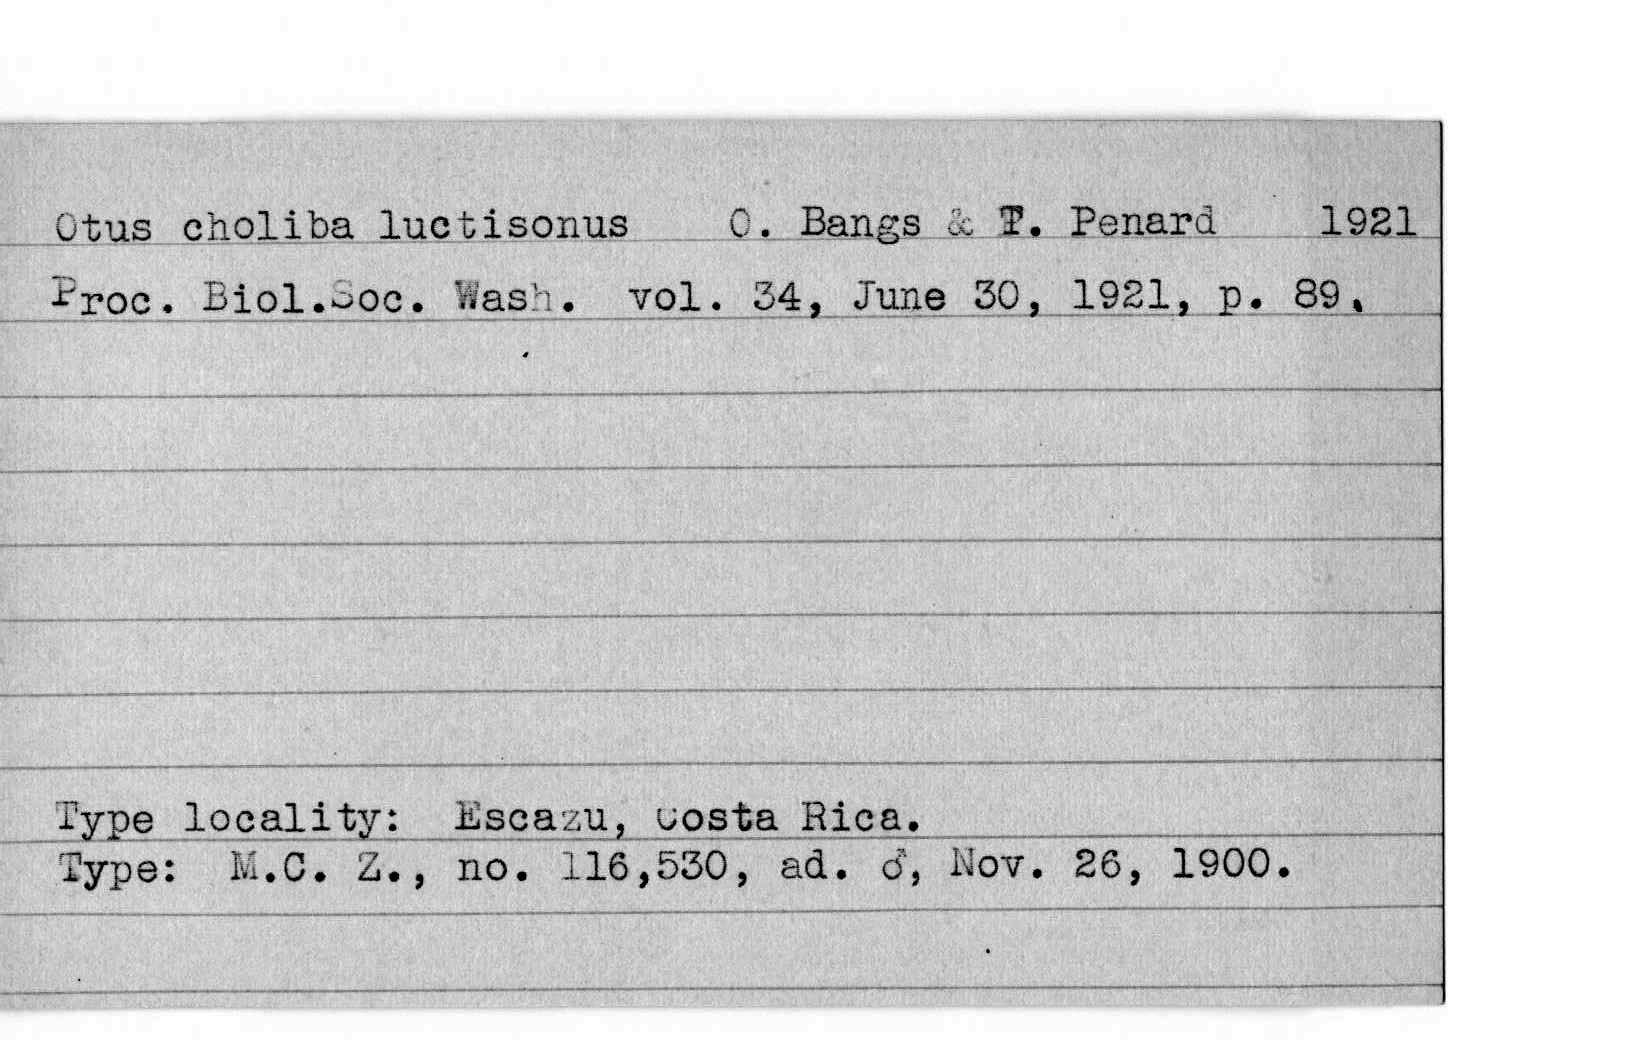 Otus choliba luctisonus O. Bangs & T. Penard 1921
Proc. Biol.Soc. Wash. vol. 34, June 30, 1921, p. 89.
Type locality: Escazu, Costa Rica.
Type: M.C. Z., no. 116,530, ad. ♂, Nov. 26, 1900.